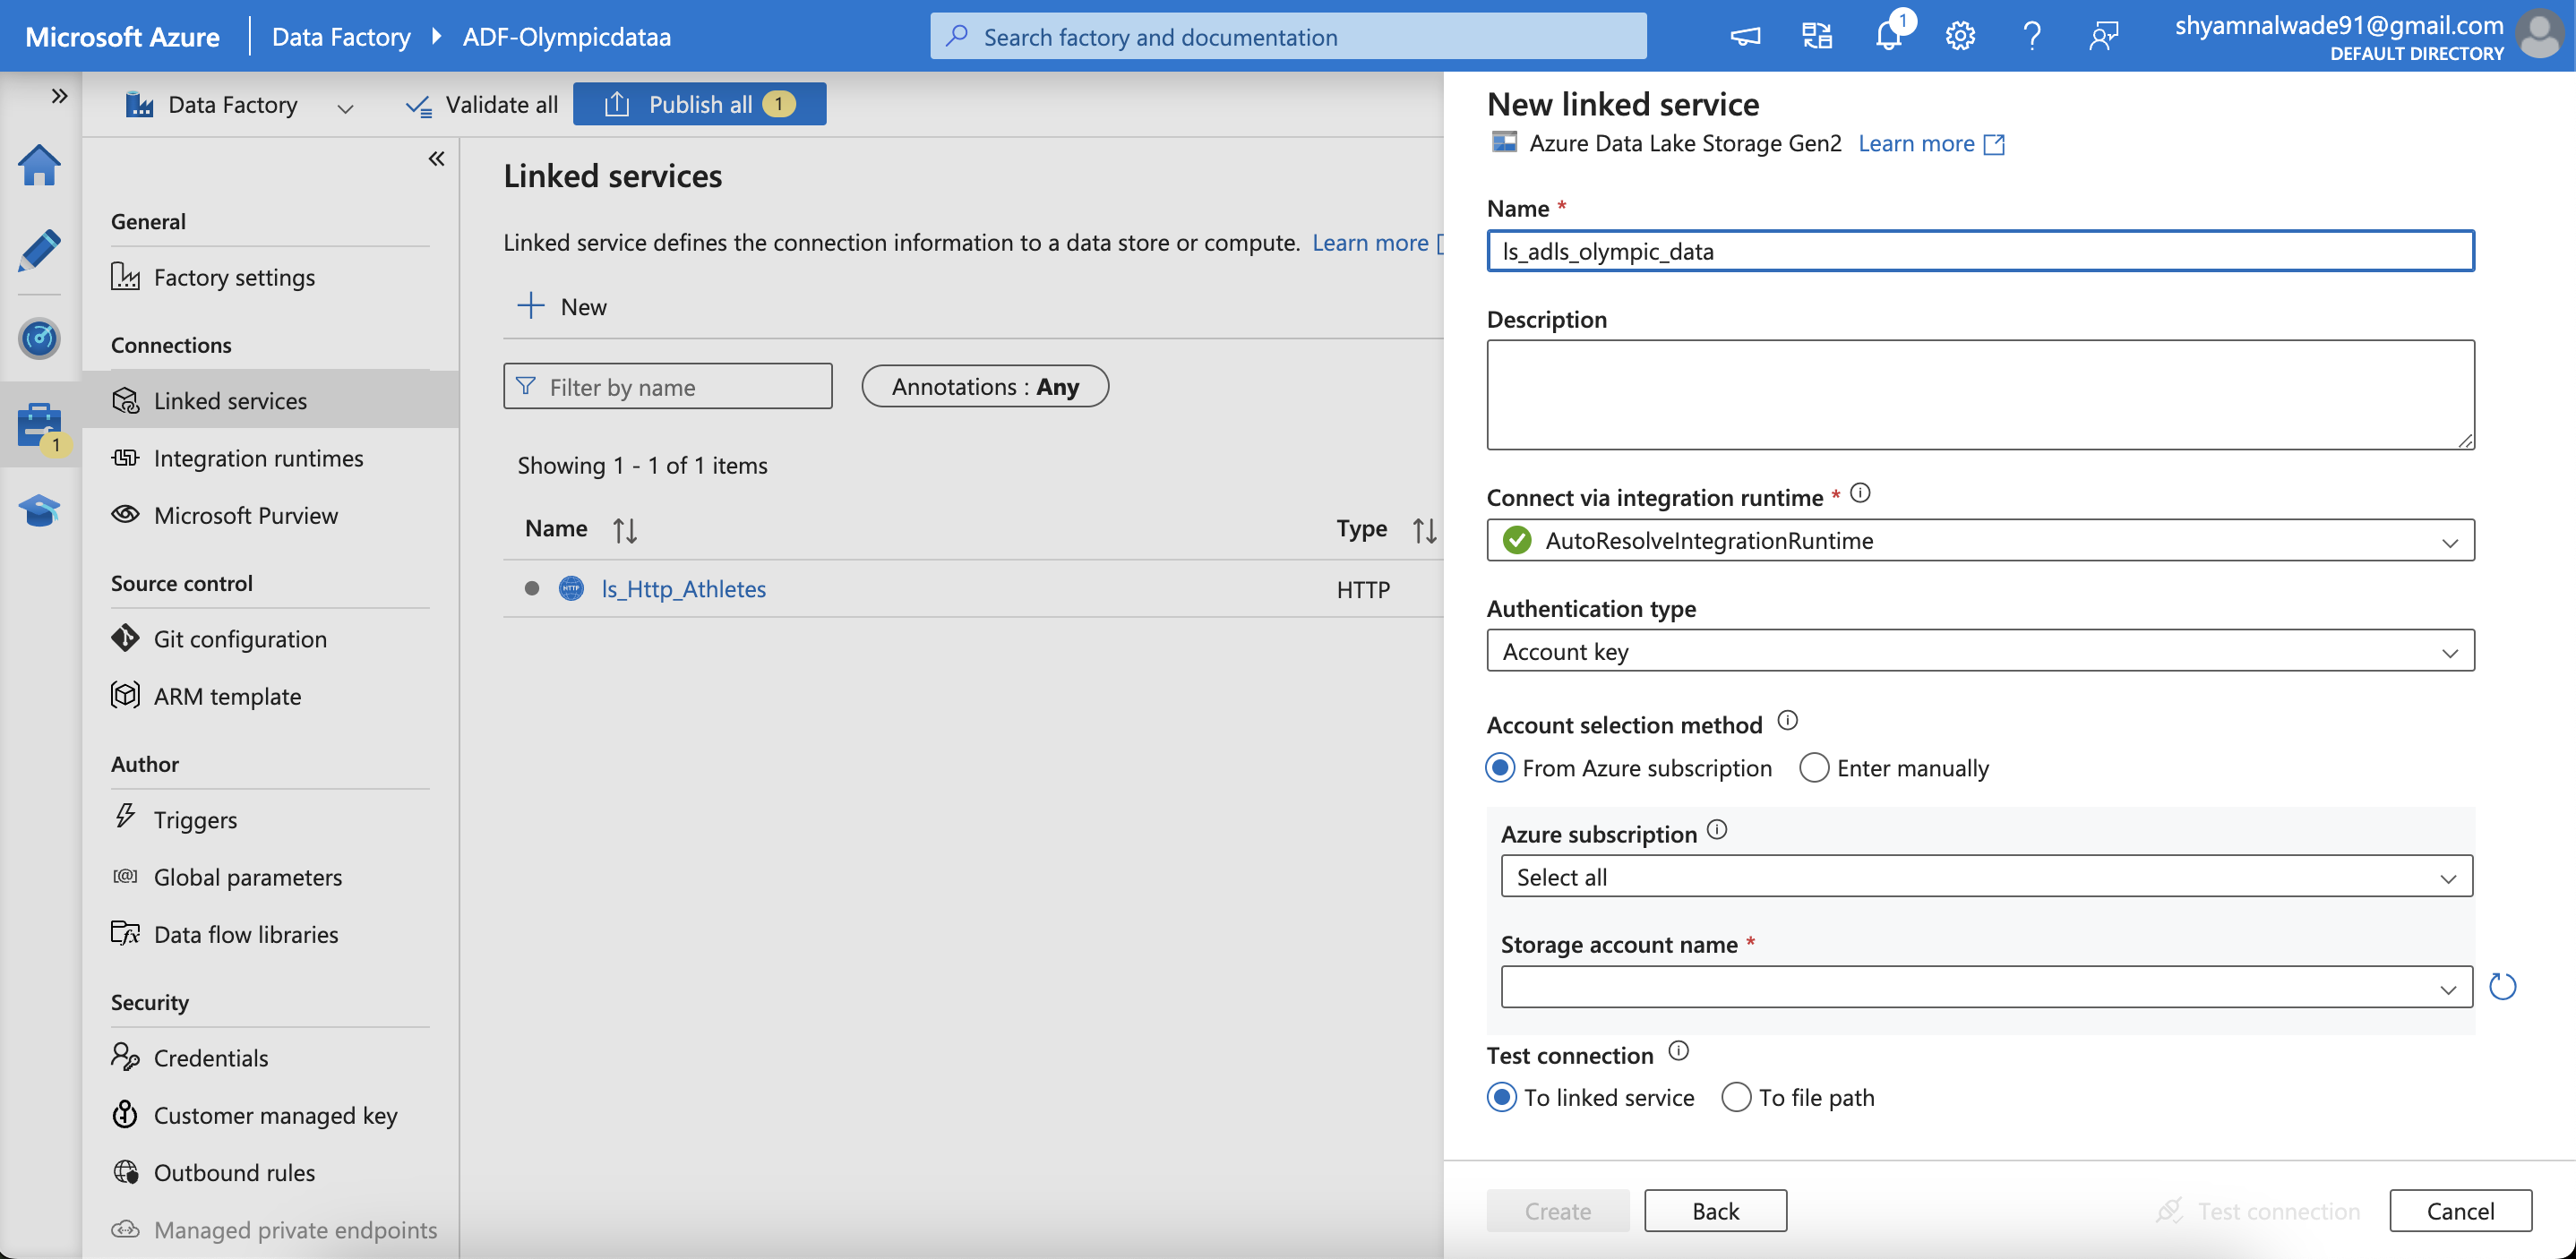 Microsoft Azure
Data Factory
ADF-Olympicdataa
Search factory and documentation
1
shyamnalwade91@gmail.com
DEFAULT DIRECTORY
Data Factory
Validate all
Publish all 1
1
General
Factory settings
Connections
Linked services
Integration runtimes
Microsoft Purview
Source control
Git configuration
ARM template
Author
Triggers
Global parameters
Data flow libraries
Security
Credentials
Customer managed key
Outbound rules
Managed private endpoints
Linked services
Linked service defines the connection information to a data store or compute. Learn more
New
Filter by name
Annotations : Any
Showing 1 - 1 of 1 items
Name Type
HTTP ls_Http_Athletes HTTP
New linked service
Azure Data Lake Storage Gen2 Learn more
Name *
ls_adls_olympic_data
Description
Connect via integration runtime *
AutoResolveIntegrationRuntime
Authentication type
Account key
Account selection method
From Azure subscription Enter manually
Azure subscription
Select all
Storage account name *
Test connection
To linked service To file path
Create Back Test connection Cancel